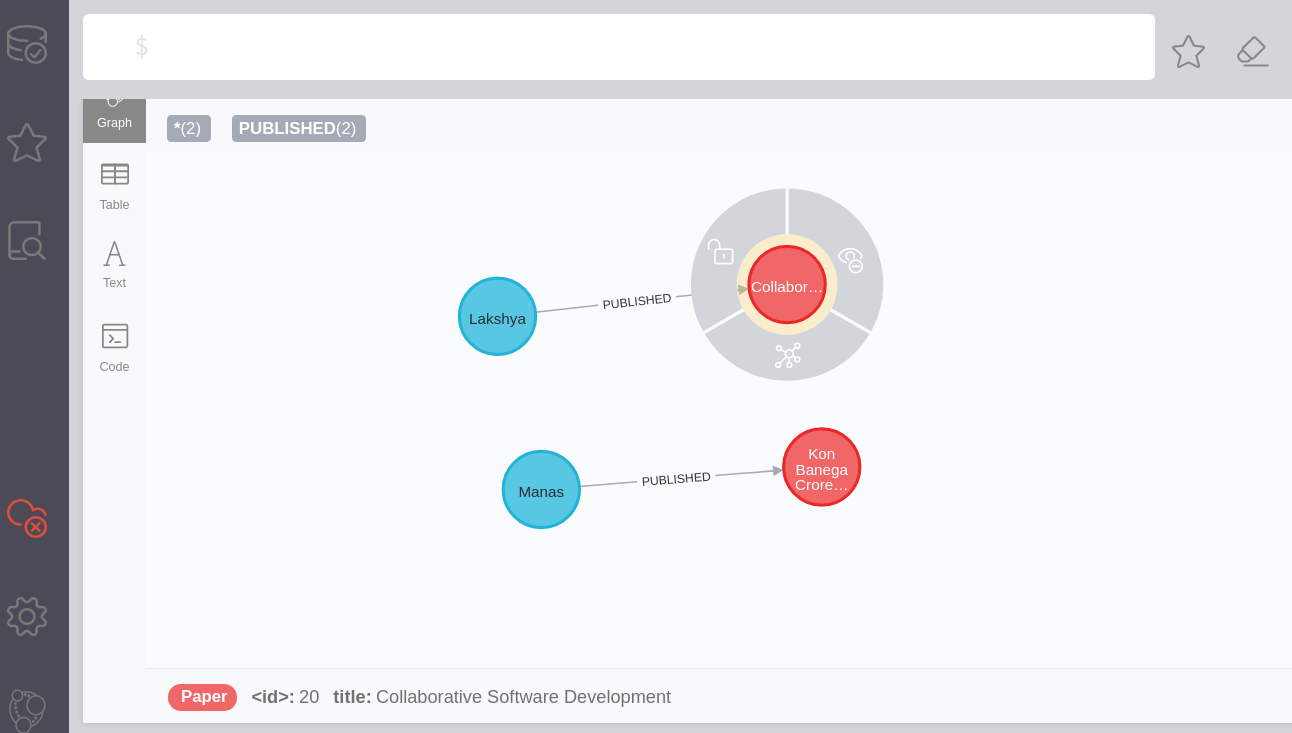 $
Graph
*(2) PUBLISHED(2)
Table
Text
Code
Collabor…
PUBLISHED
Lakshya
Kon
Banega
Crore…
PUBLISHED
Manas
Paper <id>: 20 title: Collaborative Software Development